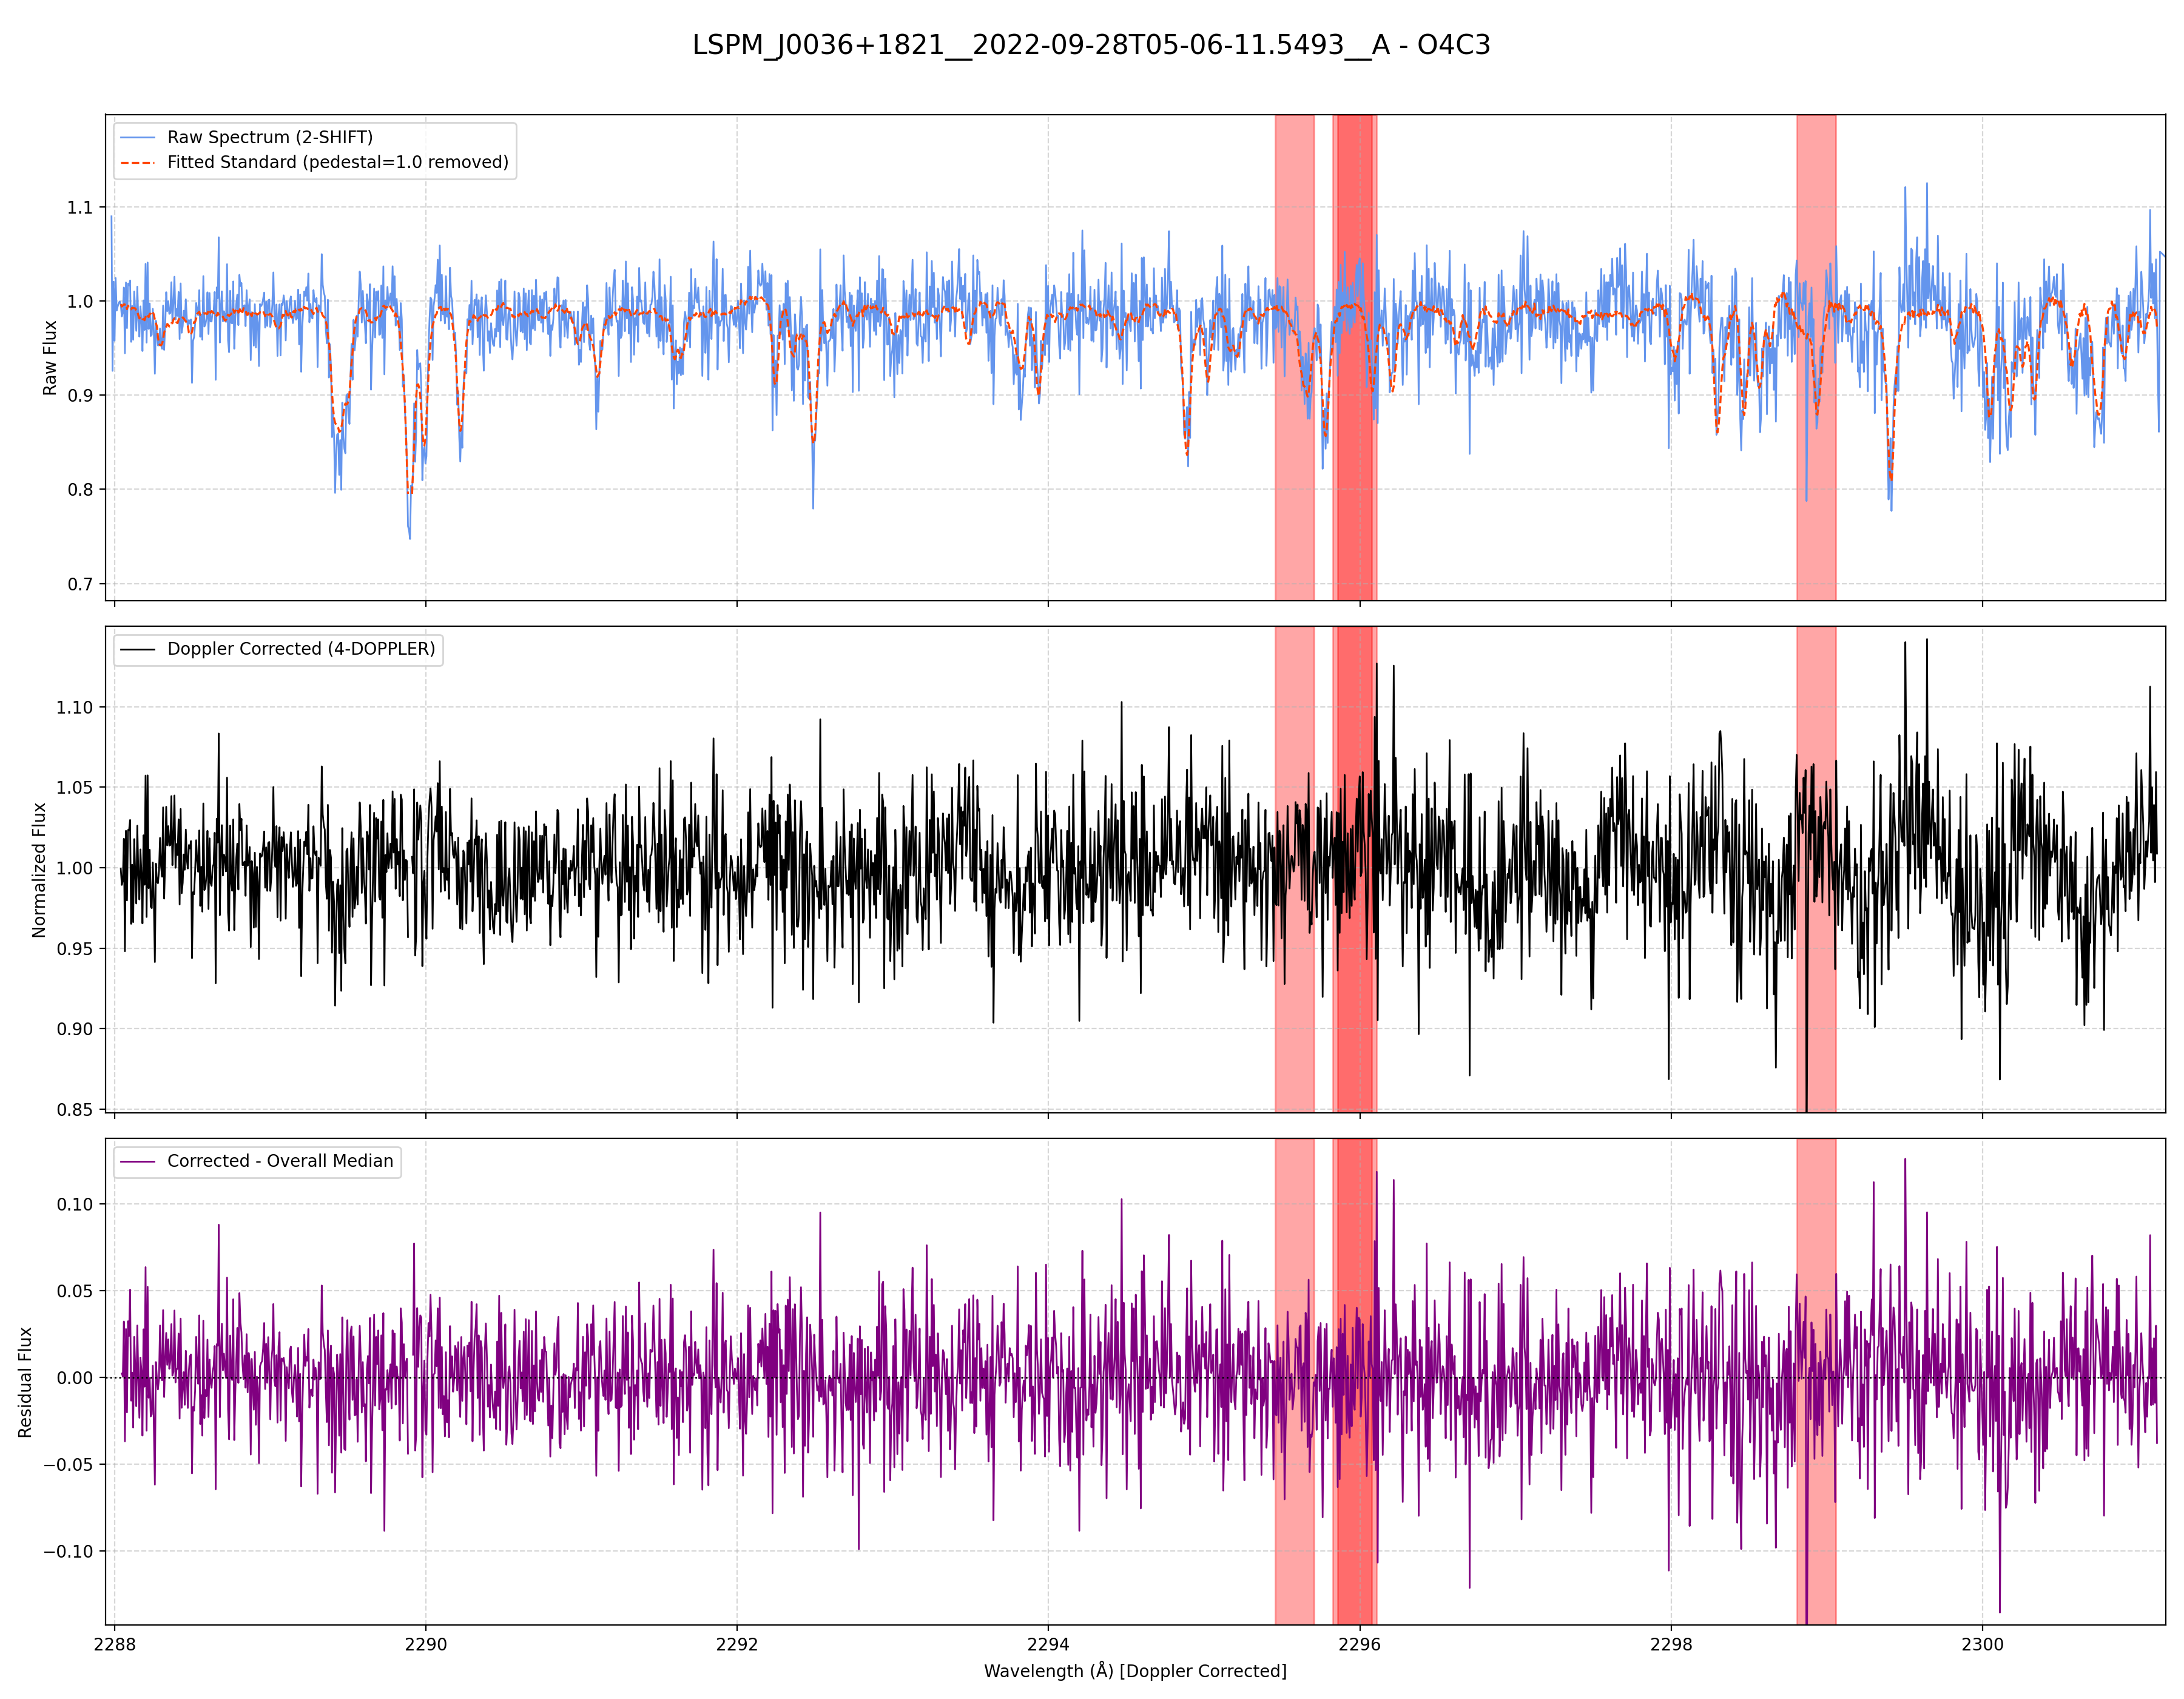 LSPM_J0036+1821__2022-09-28T05-06-11.5493__A - O4C3
Raw Spectrum (2-SHIFT)
Fitted Standard (pedestal=1.0 removed)
1.1
1.0
0.9
0.8
0.7
Raw Flux
Doppler Corrected (4-DOPPLER)
1.10
1.05
1.00
0.95
0.90
0.85
Normalized Flux
Corrected - Overall Median
0.10
0.05
0.00
−0.05
−0.10
Residual Flux
2288 2290 2292 2294 2296 2298 2300
Wavelength (Å) [Doppler Corrected]